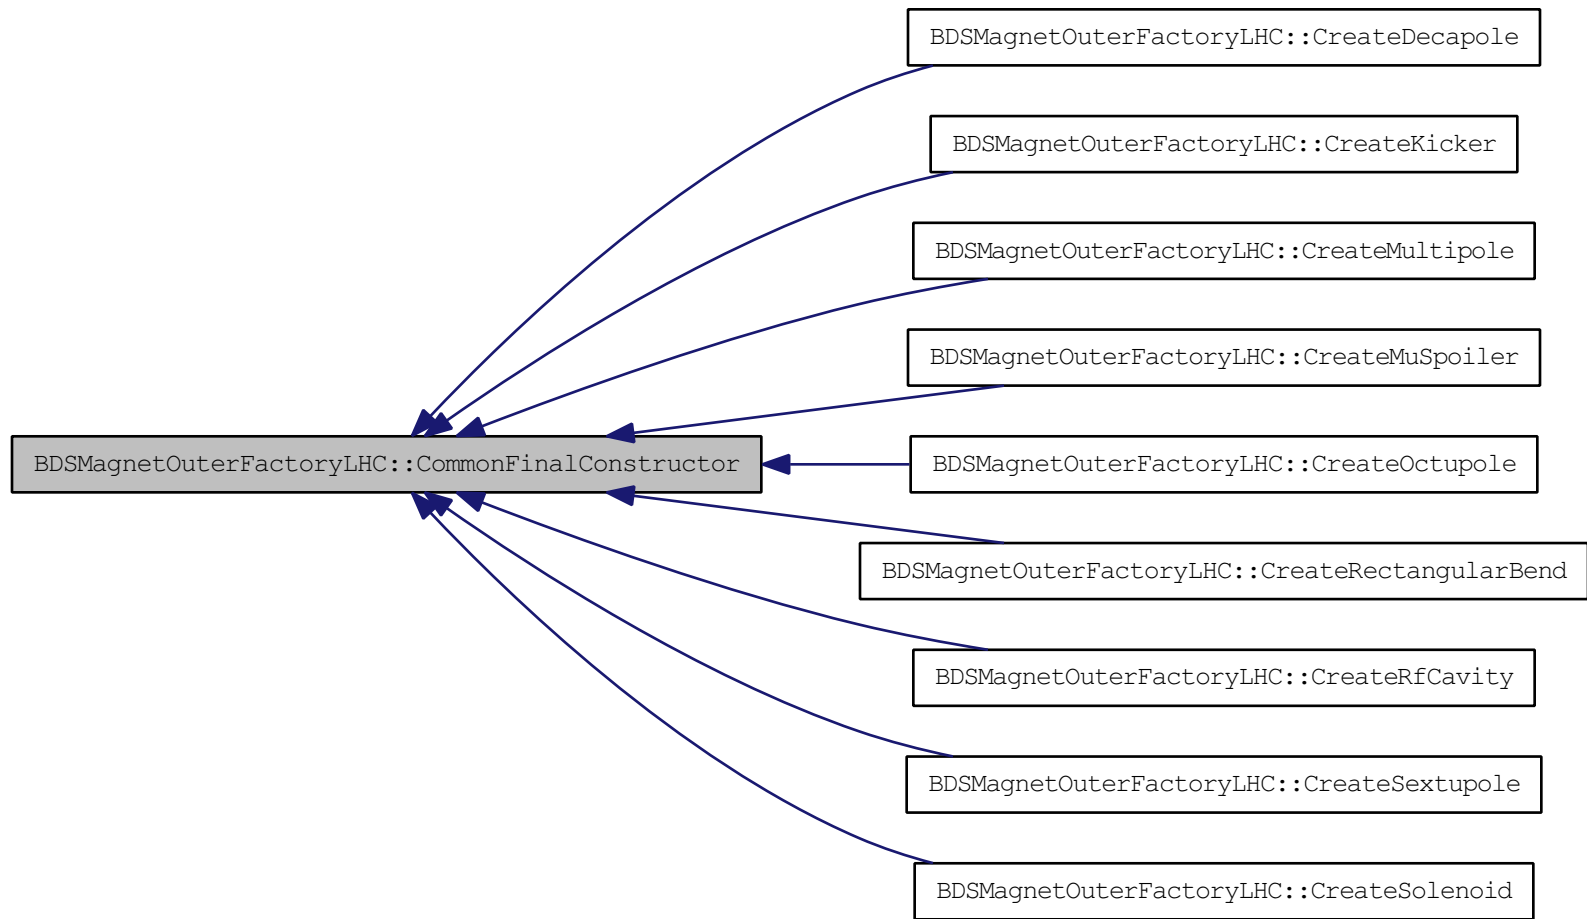 BDSMagnetOuterFactoryLHC::CreateDecapole
BDSMagnetOuterFactoryLHC::CreateKicker
BDSMagnetOuterFactoryLHC::CreateMultipole
BDSMagnetOuterFactoryLHC::CreateMuSpoiler
BDSMagnetOuterFactoryLHC::CommonFinalConstructor
BDSMagnetOuterFactoryLHC::CreateOctupole
BDSMagnetOuterFactoryLHC::CreateRectangularBend
BDSMagnetOuterFactoryLHC::CreateRfCavity
BDSMagnetOuterFactoryLHC::CreateSextupole
BDSMagnetOuterFactoryLHC::CreateSolenoid